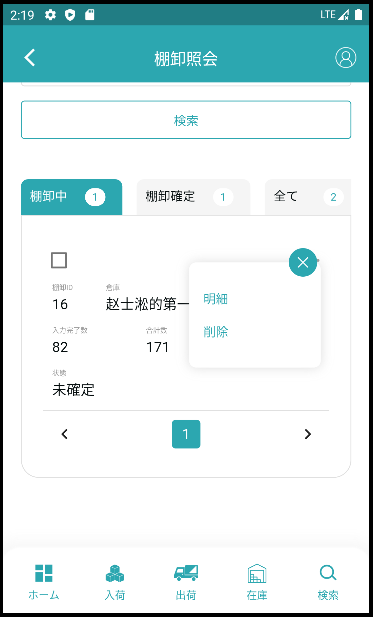 2:19 LTE
棚卸照会
検索
棚卸中 1 棚卸確定 1 全て 2
棚卸ID 倉庫
16 赵士淞的第一
明細
入力完了数 合計数
削除
82 171
状態
未確定
1
ホーム 入荷 出荷 在庫 検索